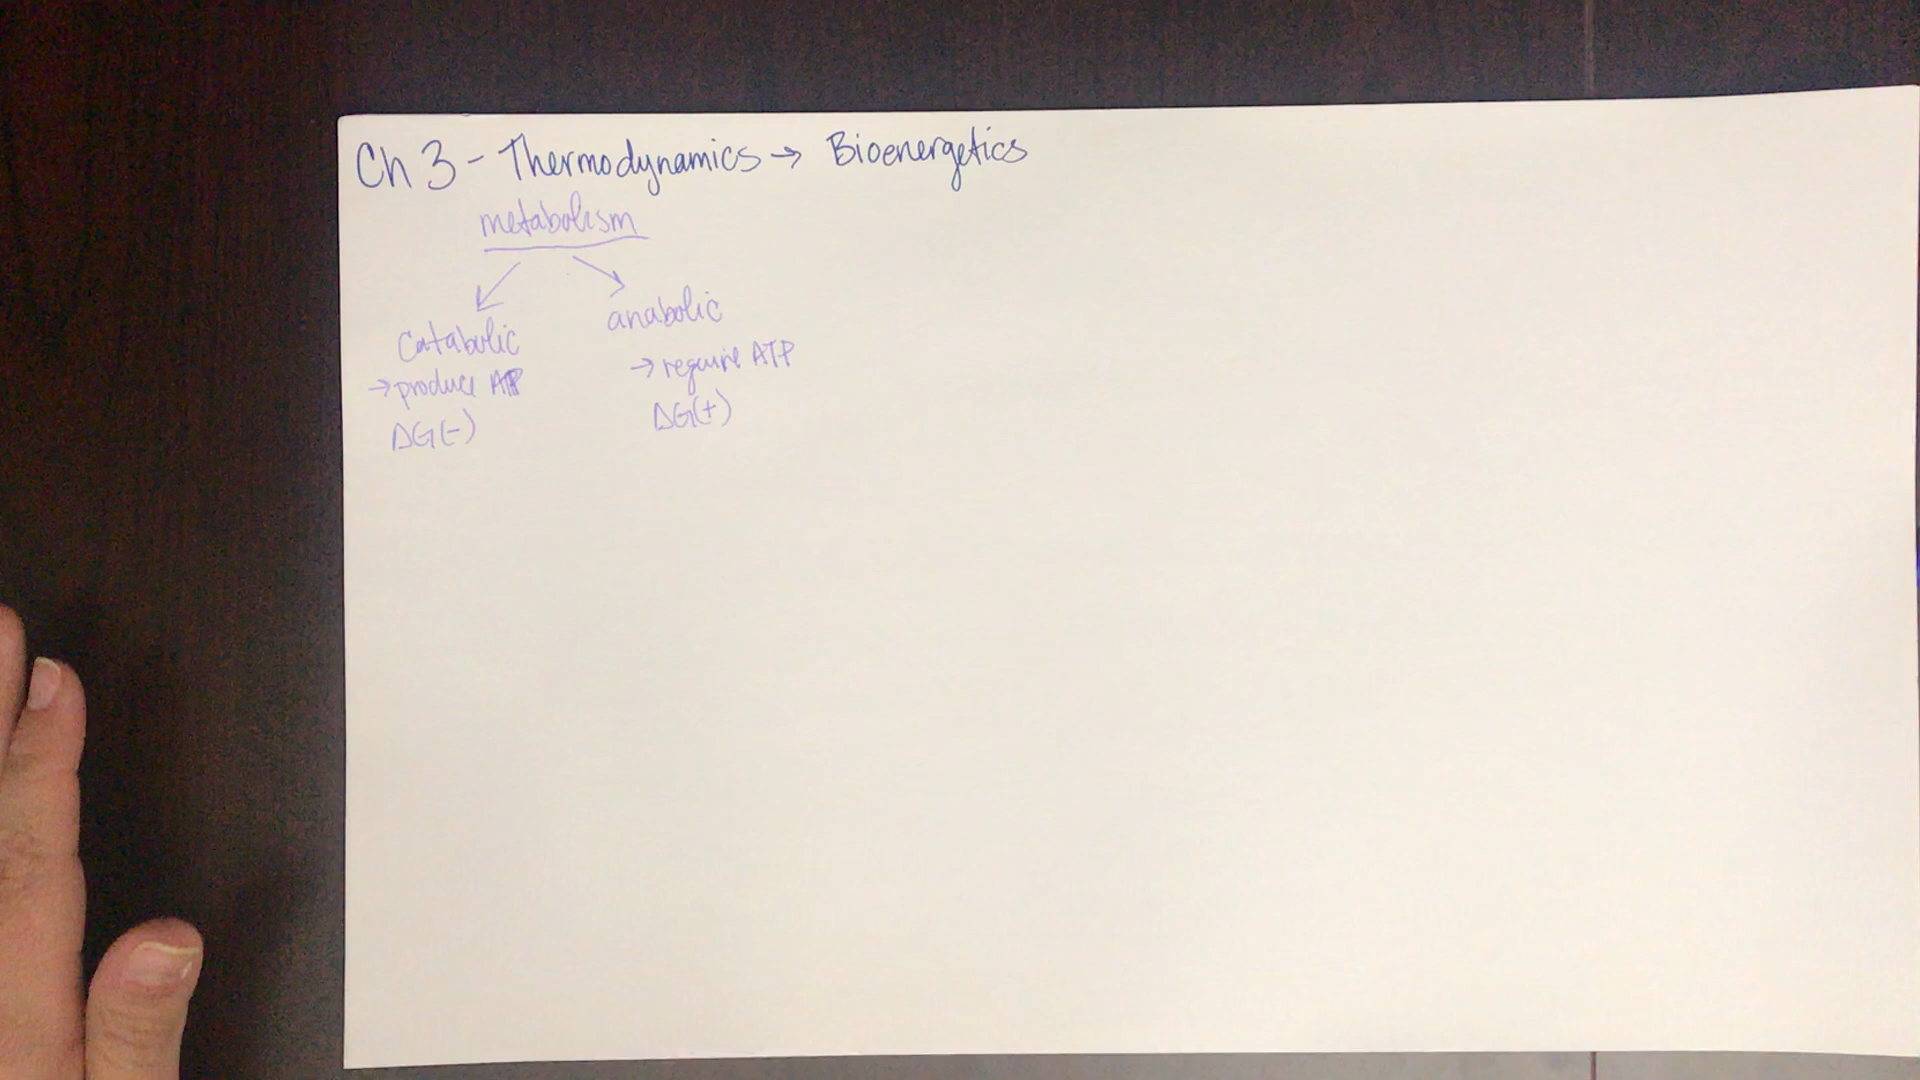 Ch 3 - Thermodynamics → Bioenergetics
metabolism
catabolic
→ produce ATP
ΔG(-)
anabolic
→ require ATP
ΔG(+)